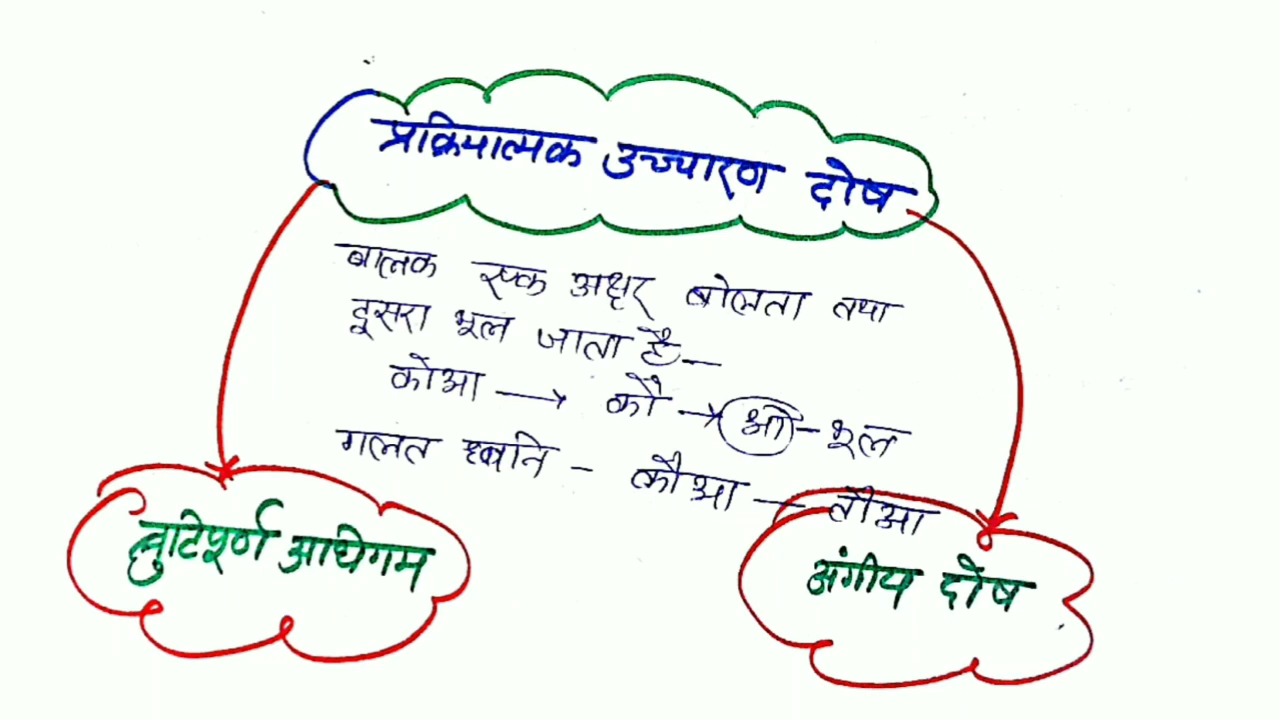 प्रक्रियात्मक उच्चारण दोष
बालक एक अक्षर बोलता तथा
दूसरा भूल जाता है–
कोआ → कौ → ओ – भूल
गलत ध्वनि – कौआ – तौआ
त्रुटिपूर्ण अधिगम
अंगीय दोष